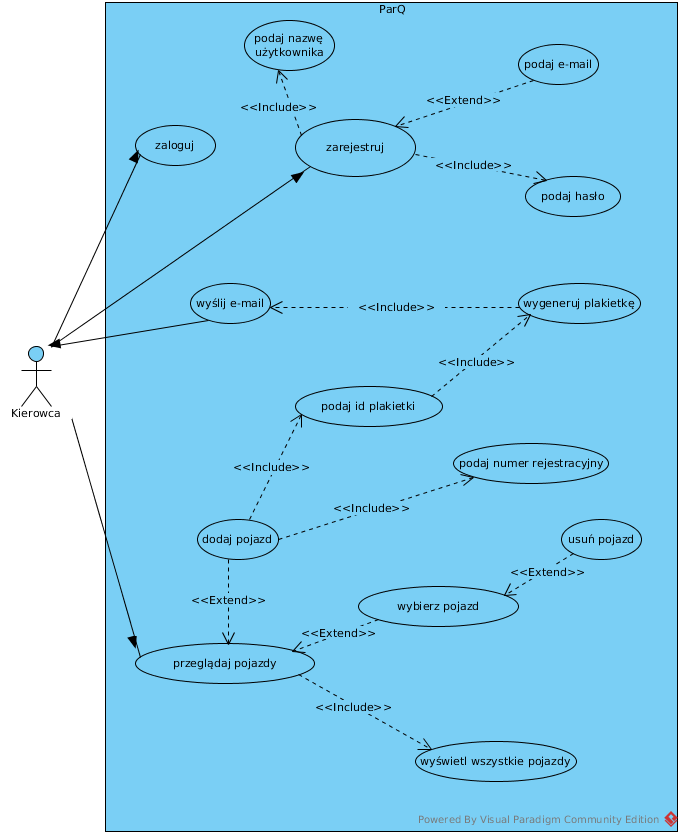 ParQ
podaj nazwę
użytkownika
podaj e-mail
<<Include>>
<<Extend>>
zaloguj
zarejestruj
<<Include>>
podaj hasło
wyślij e-mail
<<Include>>
wygeneruj plakietkę
Kierowca
<<Include>>
podaj id plakietki
<<Include>>
podaj numer rejestracyjny
<<Include>>
dodaj pojazd
usuń pojazd
<<Extend>>
<<Extend>>
wybierz pojazd
<<Extend>>
przeglądaj pojazdy
<<Include>>
wyświetl wszystkie pojazdy
Powered By Visual Paradigm Community Edition